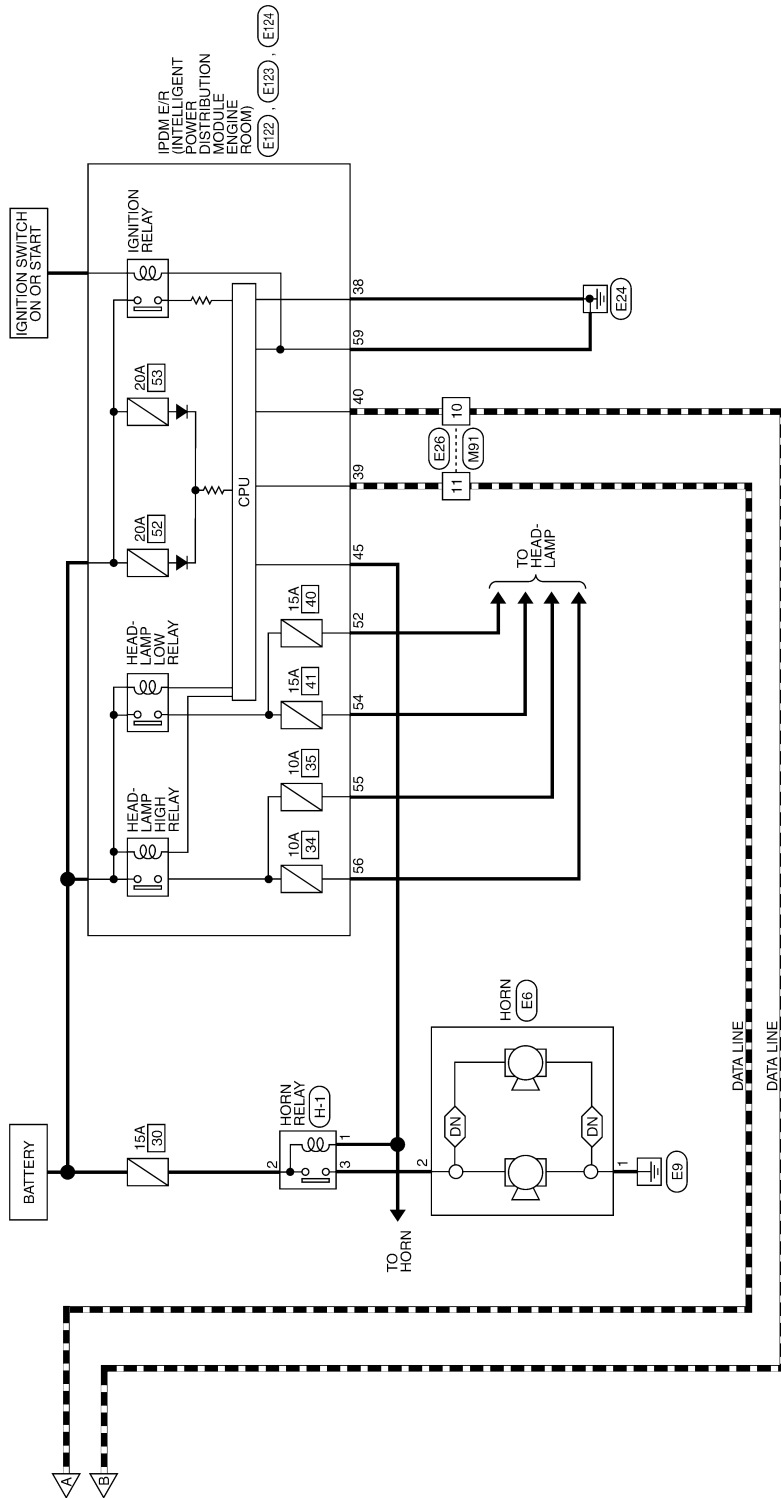 IGNITION SWITCH
ON OR START
BATTERY
IPDM E/R
(INTELLIGENT
POWER
DISTRIBUTION
MODULE
ENGINE
ROOM)
E122 , E123 , E124
HEAD-
LAMP
HIGH
RELAY
HEAD-
LAMP
LOW
RELAY
20A
52
20A
53
IGNITION
RELAY
CPU
10A
34
10A
35
15A
41
15A
40
56
55
54
52
45
39
40
59
38
15A
30
HORN
RELAY
H-1
2
1
3
TO
HORN
HORN
E6
2
DN
DN
1
E9
TO
HEAD-
LAMP
E26
11
10
M91
E24
DATA LINE
DATA LINE
A
B